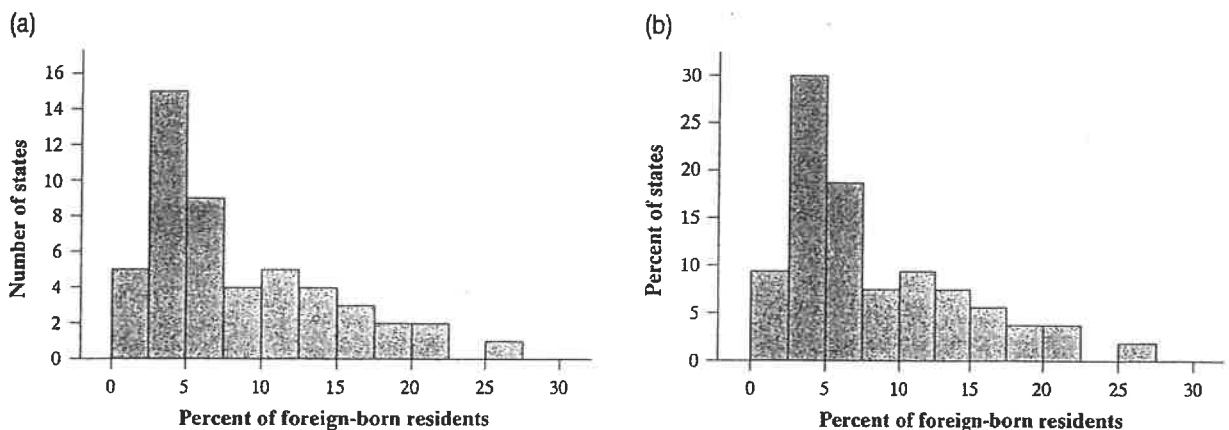 (a)
16
14
12
10
8
6
4
2
0
Number of states
0 5 10 15 20 25 30
Percent of foreign-born residents
(b)
30
25
20
15
10
5
0
Percent of states
0 5 10 15 20 25 30
Percent of foreign-born residents